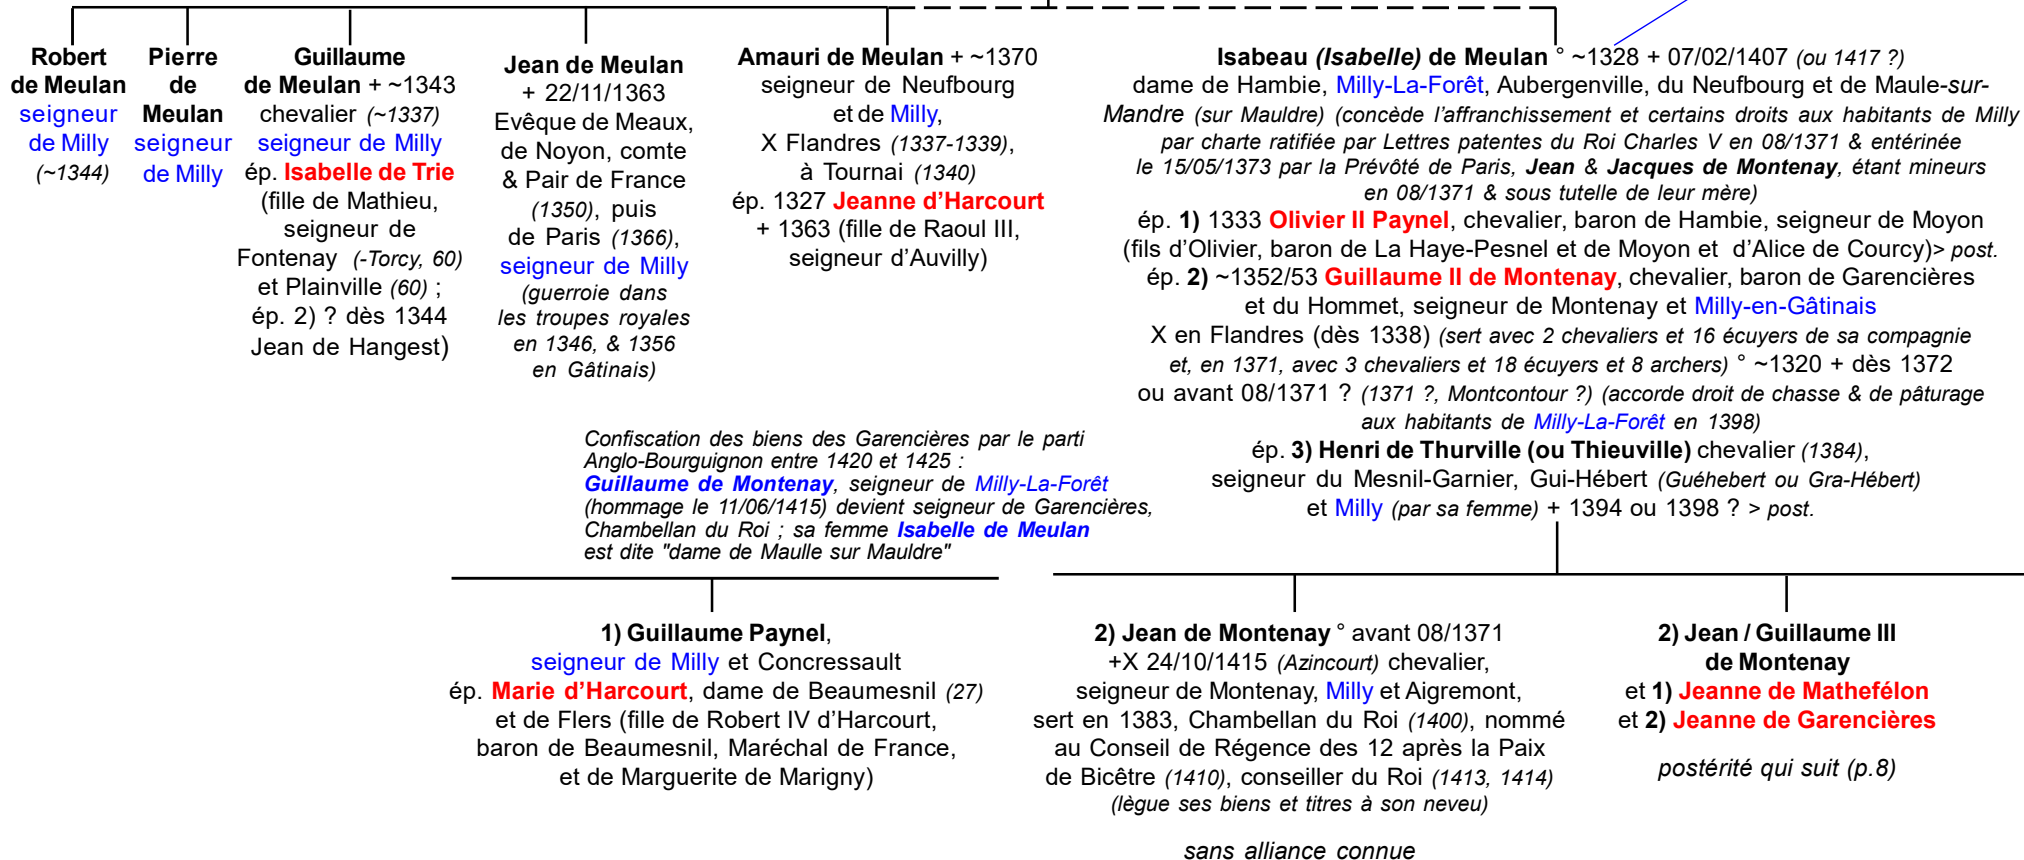 Robert
de Meulan
seigneur
de Milly
(~1344)
Pierre
de
Meulan
seigneur
de Milly
Guillaume
de Meulan + ~1343
chevalier (~1337)
seigneur de Milly
ép. Isabelle de Trie
(fille de Mathieu,
seigneur de
Fontenay (-Torcy, 60)
et Plainville (60) ;
ép. 2) ? dès 1344
Jean de Hangest)
Jean de Meulan
+ 22/11/1363
Evêque de Meaux,
de Noyon, comte
& Pair de France
(1350), puis
de Paris (1366),
seigneur de Milly
(guerroie dans
les troupes royales
en 1346, & 1356
en Gâtinais)
Amauri de Meulan + ~1370
seigneur de Neufbourg
et de Milly,
X Flandres (1337-1339),
à Tournai (1340)
ép. 1327 Jeanne d’Harcourt
+ 1363 (fille de Raoul III,
seigneur d’Auvilly)
Isabeau (Isabelle) de Meulan ° ~1328 + 07/02/1407 (ou 1417 ?)
dame de Hambie, Milly-La-Forêt, Aubergenville, du Neufbourg et de Maule-sur-
Mandre (sur Mauldre) (concède l’affranchissement et certains droits aux habitants de Milly
par charte ratifiée par Lettres patentes du Roi Charles V en 08/1371 & entérinée
le 15/05/1373 par la Prévôté de Paris, Jean & Jacques de Montenay, étant mineurs
en 08/1371 & sous tutelle de leur mère)
ép. 1) 1333 Olivier II Paynel, chevalier, baron de Hambie, seigneur de Moyon
(fils d’Olivier, baron de La Haye-Pesnel et de Moyon et d’Alice de Courcy)> post.
ép. 2) ~1352/53 Guillaume II de Montenay, chevalier, baron de Garencières
et du Hommet, seigneur de Montenay et Milly-en-Gâtinais
X en Flandres (dès 1338) (sert avec 2 chevaliers et 16 écuyers de sa compagnie
et, en 1371, avec 3 chevaliers et 18 écuyers et 8 archers) ° ~1320 + dès 1372
ou avant 08/1371 ? (1371 ?, Montcontour ?) (accorde droit de chasse & de pâturage
aux habitants de Milly-La-Forêt en 1398)
ép. 3) Henri de Thurville (ou Thieuville) chevalier (1384),
seigneur du Mesnil-Garnier, Gui-Hébert (Guéhebert ou Gra-Hébert)
et Milly (par sa femme) + 1394 ou 1398 ? > post.
Confiscation des biens des Garencières par le parti
Anglo-Bourguignon entre 1420 et 1425 :
Guillaume de Montenay, seigneur de Milly-La-Forêt
(hommage le 11/06/1415) devient seigneur de Garencières,
Chambellan du Roi ; sa femme Isabelle de Meulan
est dite "dame de Maulle sur Mauldre"
1) Guillaume Paynel,
seigneur de Milly et Concressault
ép. Marie d’Harcourt, dame de Beaumesnil (27)
et de Flers (fille de Robert IV d’Harcourt,
baron de Beaumesnil, Maréchal de France,
et de Marguerite de Marigny)
2) Jean de Montenay ° avant 08/1371
+X 24/10/1415 (Azincourt) chevalier,
seigneur de Montenay, Milly et Aigremont,
sert en 1383, Chambellan du Roi (1400), nommé
au Conseil de Régence des 12 après la Paix
de Bicêtre (1410), conseiller du Roi (1413, 1414)
(lègue ses biens et titres à son neveu)
sans alliance connue
2) Jean / Guillaume III
de Montenay
et 1) Jeanne de Mathefélon
et 2) Jeanne de Garencières
postérité qui suit (p.8)